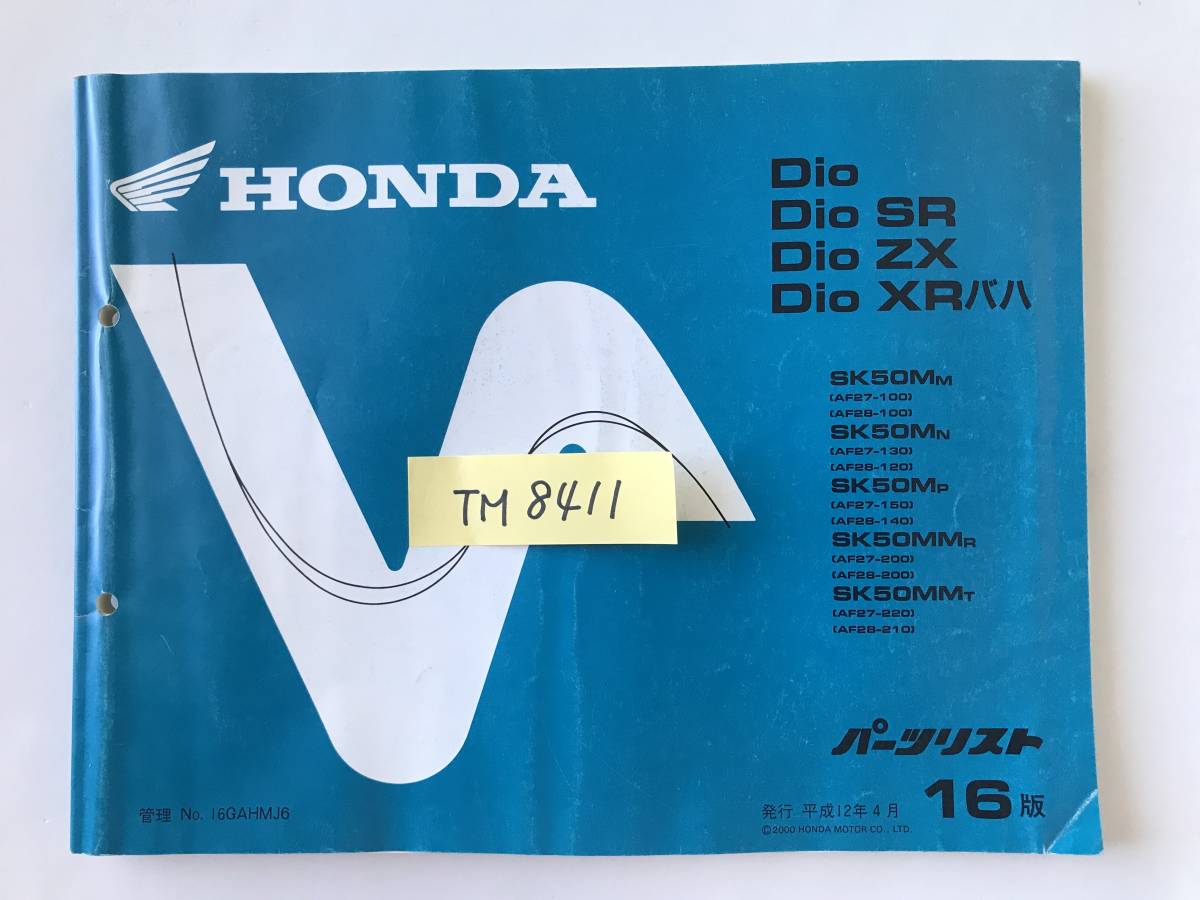 HONDA
Dio
Dio SR
Dio ZX
Dio XRバハ
SK50MM
(AF27-100)
(AF28-100)
SK50MN
(AF27-130)
(AF28-120)
SK50MP
(AF27-150)
(AF28-140)
SK50MMR
(AF27-200)
(AF28-200)
SK50MMT
(AF27-220)
(AF28-210)
TM 8411
パーツリスト
16版
管理 No. 16GAHMJ6
発行 平成12年4月
©2000 HONDA MOTOR CO., LTD.